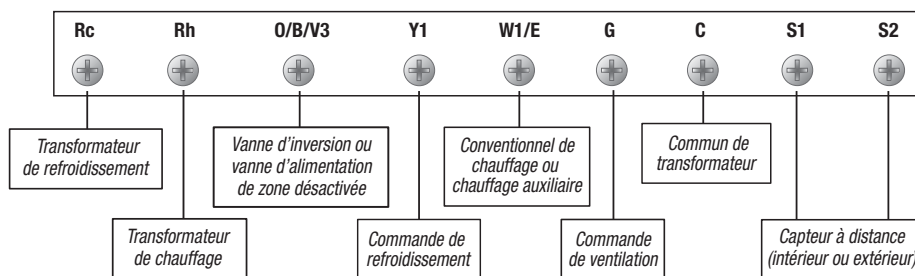 Rc Rh O/B/V3 Y1 W1/E G C S1 S2
Transformateur
de refroidissement
Vanne d'inversion ou
vanne d'alimentation
de zone désactivée
Conventionnel de
chauffage ou
chauffage auxiliaire
Commun de
transformateur
Transformateur
de chauffage
Commande de
refroidissement
Commande
de ventilation
Capteur à distance
(intérieur ou extérieur)